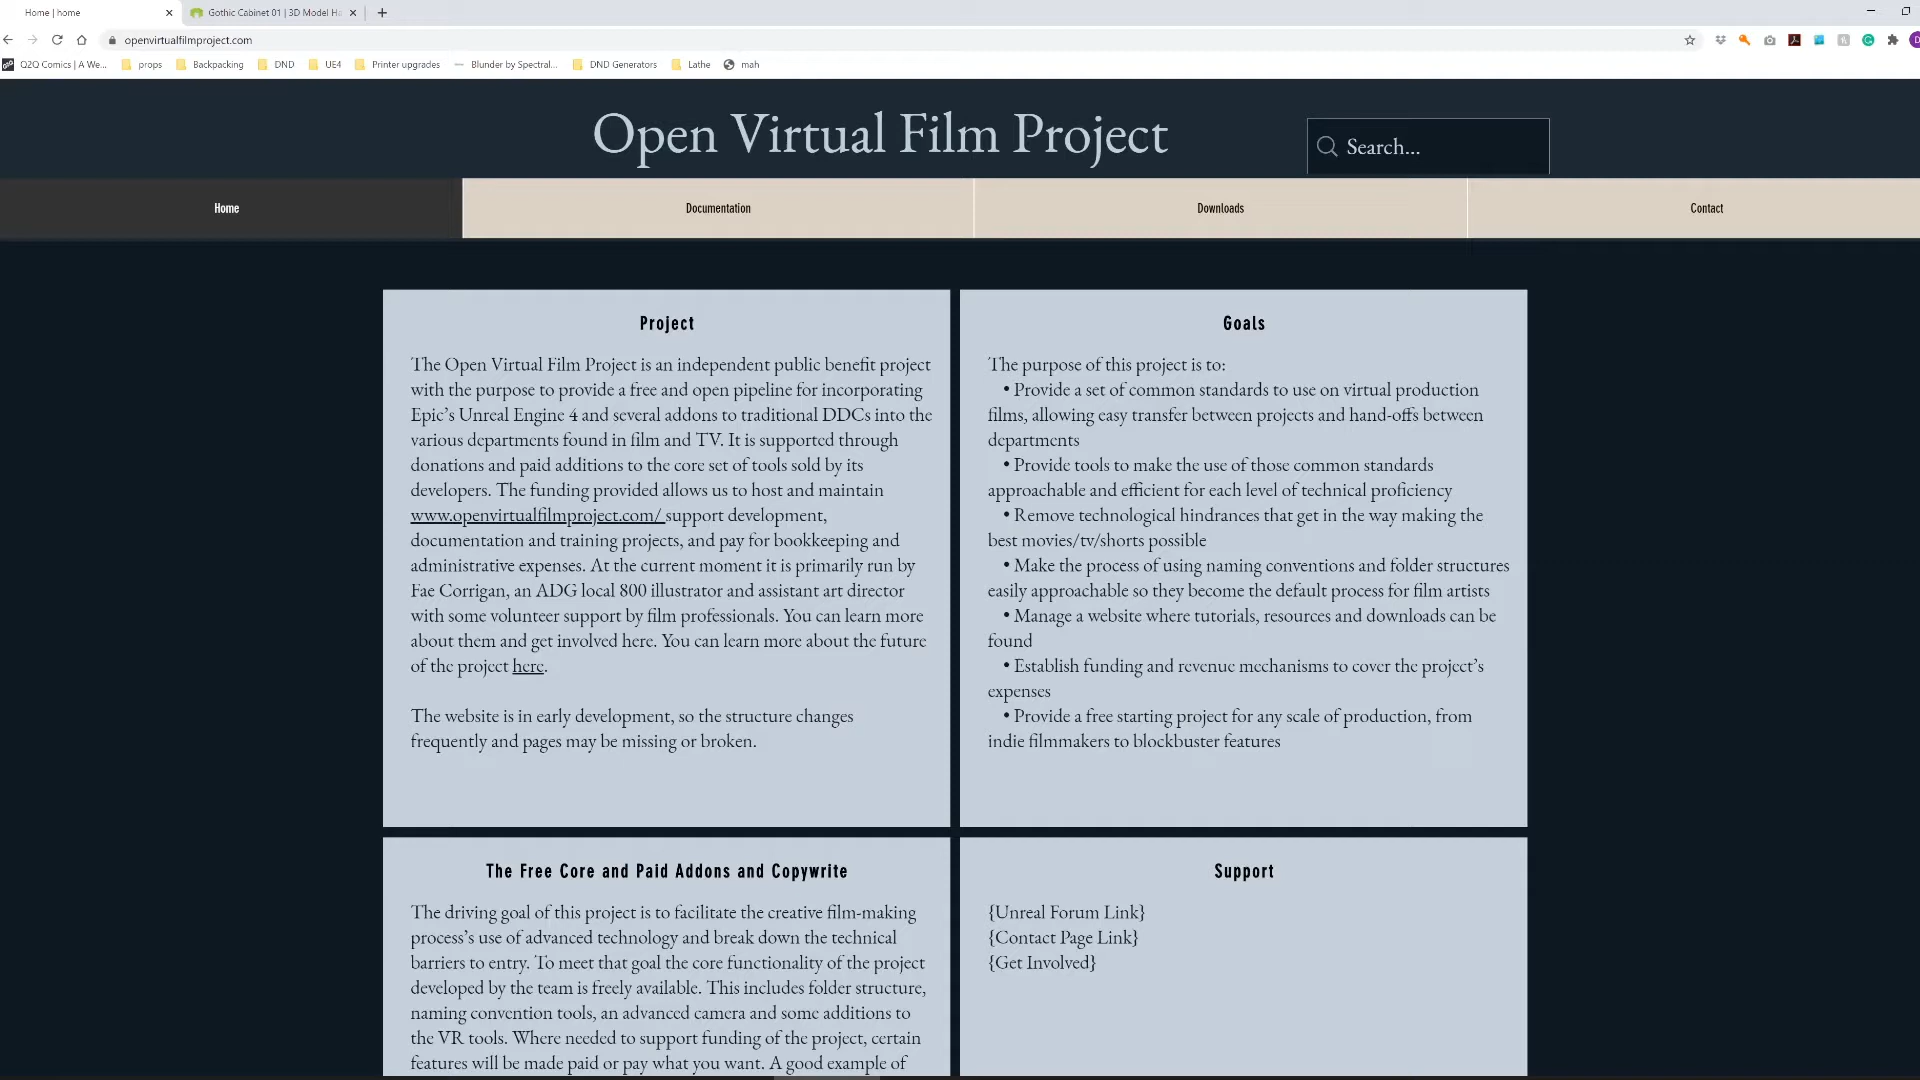 Home | home
Gothic Cabinet 01 | 3D Model Ha
openvirtualfilmproject.com
Q2Q Comics | A We...
props
Backpacking
DND
UE4
Printer upgrades
Blunder by Spectral...
DND Generators
Lathe
mah
Open Virtual Film Project
Search...
Home
Documentation
Downloads
Contact
Project
The Open Virtual Film Project is an independent public benefit project
with the purpose to provide a free and open pipeline for incorporating
Epic's Unreal Engine 4 and several addons to traditional DDCs into the
various departments found in film and TV. It is supported through
donations and paid additions to the core set of tools sold by its
developers. The funding provided allows us to host and maintain
www.openvirtualfilmproject.com/ support development,
documentation and training projects, and pay for bookkeeping and
administrative expenses. At the current moment it is primarily run by
Fae Corrigan, an ADG local 800 illustrator and assistant art director
with some volunteer support by film professionals. You can learn more
about them and get involved here. You can learn more about the future
of the project here.
The website is in early development, so the structure changes
frequently and pages may be missing or broken.
Goals
The purpose of this project is to:
• Provide a set of common standards to use on virtual production
films, allowing easy transfer between projects and hand-offs between
departments
• Provide tools to make the use of those common standards
approachable and efficient for each level of technical proficiency
• Remove technological hindrances that get in the way making the
best movies/tv/shorts possible
• Make the process of using naming conventions and folder structures
easily approachable so they become the default process for film artists
• Manage a website where tutorials, resources and downloads can be
found
• Establish funding and revenue mechanisms to cover the project's
expenses
• Provide a free starting project for any scale of production, from
indie filmmakers to blockbuster features
The Free Core and Paid Addons and Copywrite
The driving goal of this project is to facilitate the creative film-making
process's use of advanced technology and break down the technical
barriers to entry. To meet that goal the core functionality of the project
developed by the team is freely available. This includes folder structure,
naming convention tools, an advanced camera and some additions to
the VR tools. Where needed to support funding of the project, certain
features will be made paid or pay what you want. A good example of
Support
{Unreal Forum Link}
{Contact Page Link}
{Get Involved}